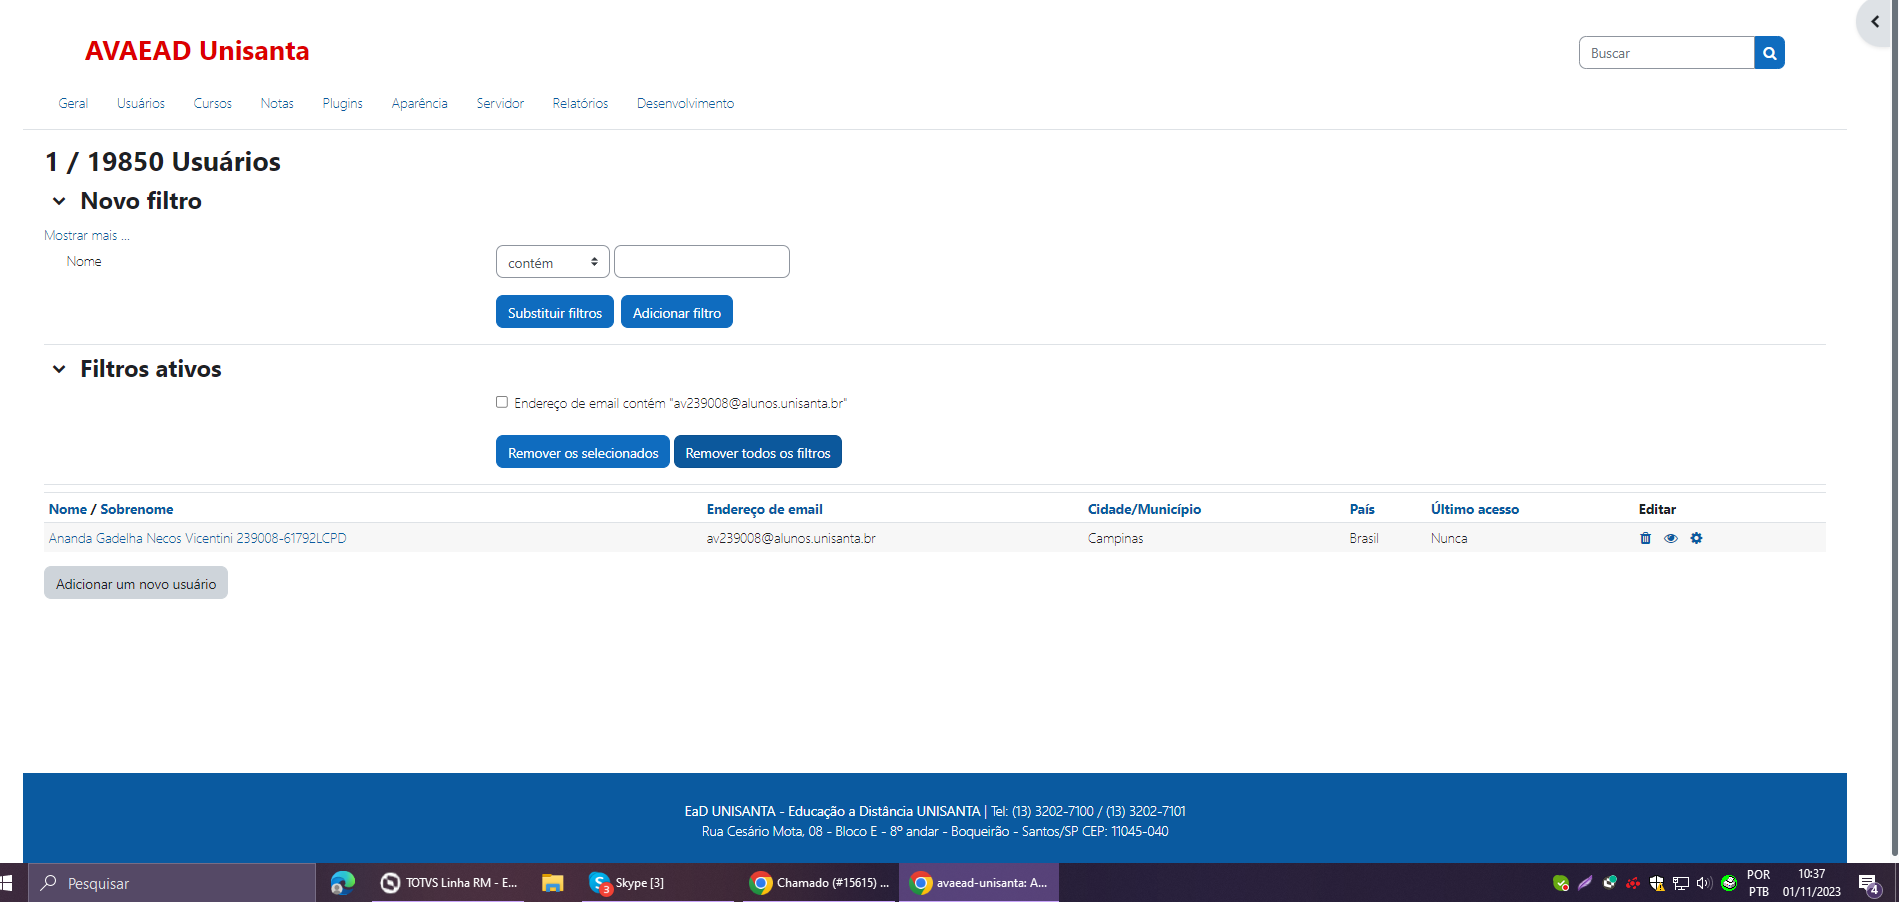 AVAEAD Unisanta
Buscar
Geral Usuários Cursos Notas Plugins Aparência Servidor Relatórios Desenvolvimento
1 / 19850 Usuários
Novo filtro
Mostrar mais ...
Nome contém
Substituir filtros Adicionar filtro
Filtros ativos
Endereço de email contém "av239008@alunos.unisanta.br"
Remover os selecionados Remover todos os filtros
Nome / Sobrenome Endereço de email Cidade/Município País Último acesso Editar
Ananda Gadelha Necos Vicentini 239008-61792LCPD av239008@alunos.unisanta.br Campinas Brasil Nunca
Adicionar um novo usuário
EaD UNISANTA - Educação a Distância UNISANTA | Tel: (13) 3202-7100 / (13) 3202-7101
Rua Cesário Mota, 08 - Bloco E - 8º andar - Boqueirão - Santos/SP CEP: 11045-040
Pesquisar TOTVS Linha RM - E... 3 Skype [3] Chamado (#15615) ... avaead-unisanta: A... POR 10:37
PTB 01/11/2023 4